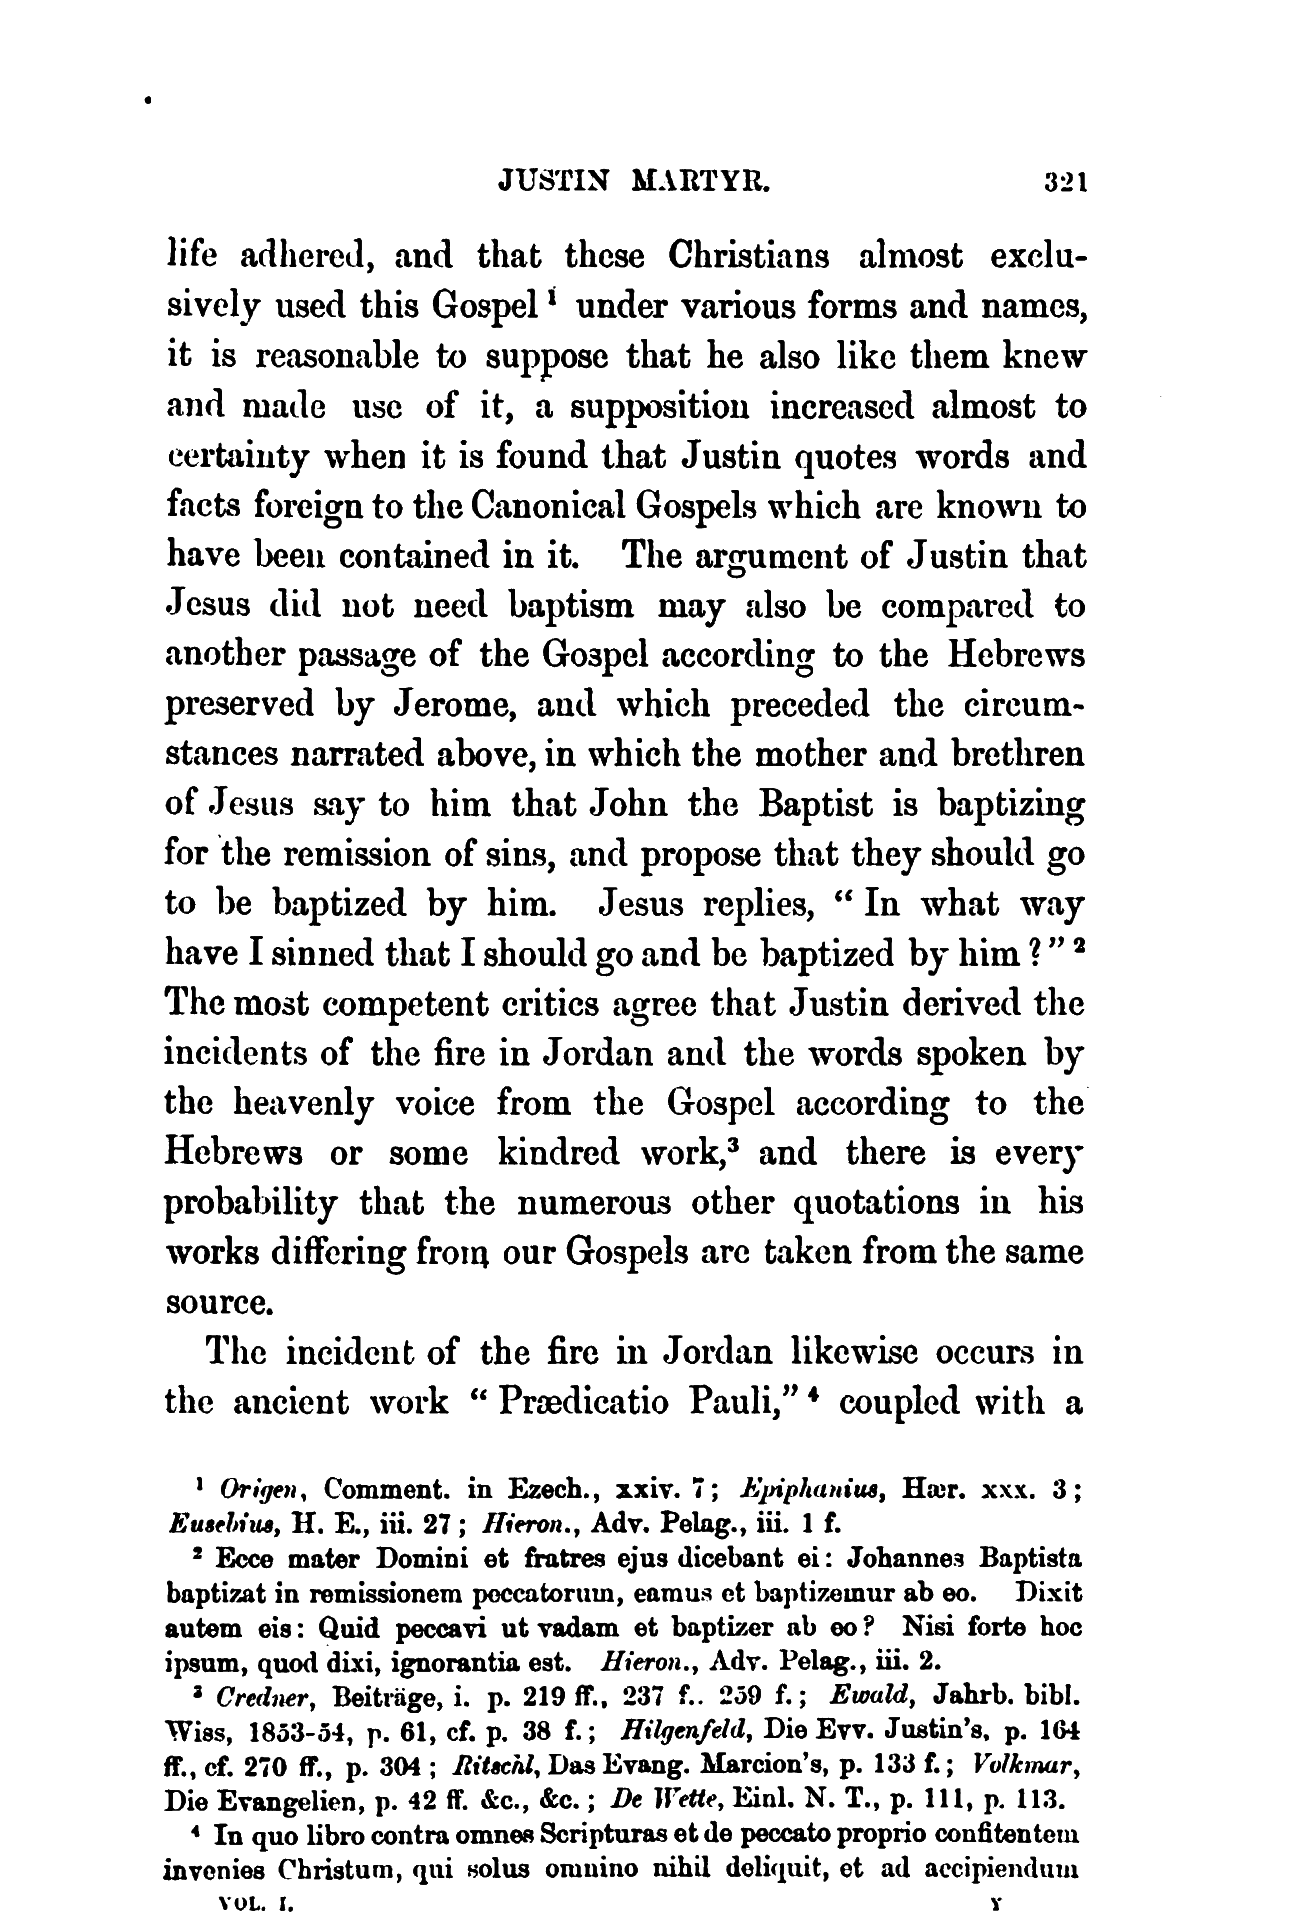 JUSTIN MARTYR. 321
life adhered, and that these Christians almost exclu-
sively used this Gospel ¹ under various forms and names,
it is reasonable to suppose that he also like them knew
and made use of it, a supposition increased almost to
certainty when it is found that Justin quotes words and
facts foreign to the Canonical Gospels which are known to
have been contained in it. The argument of Justin that
Jesus did not need baptism may also be compared to
another passage of the Gospel according to the Hebrews
preserved by Jerome, and which preceded the circum-
stances narrated above, in which the mother and brethren
of Jesus say to him that John the Baptist is baptizing
for the remission of sins, and propose that they should go
to be baptized by him. Jesus replies, “ In what way
have I sinned that I should go and be baptized by him ? ” ²
The most competent critics agree that Justin derived the
incidents of the fire in Jordan and the words spoken by
the heavenly voice from the Gospel according to the
Hebrews or some kindred work,³ and there is every
probability that the numerous other quotations in his
works differing from our Gospels are taken from the same
source.
The incident of the fire in Jordan likewise occurs in
the ancient work “ Prædicatio Pauli,” ⁴ coupled with a
¹ Origen, Comment. in Ezech., xxiv. 7 ; Epiphanius, Hær. xxx. 3 ;
Eusebius, H. E., iii. 27 ; Hieron., Adv. Pelag., iii. 1 f.
² Ecce mater Domini et fratres ejus dicebant ei : Johannes Baptista
baptizat in remissionem peccatorum, eamus et baptizemur ab eo. Dixit
autem eis : Quid peccavi ut vadam et baptizer ab eo ? Nisi forte hoc
ipsum, quod dixi, ignorantia est. Hieron., Adv. Pelag., iii. 2.
³ Credner, Beiträge, i. p. 219 ff., 237 f.. 259 f. ; Ewald, Jahrb. bibl.
Wiss, 1853-54, p. 61, cf. p. 38 f. ; Hilgenfeld, Die Evv. Justin's, p. 164
ff., cf. 270 ff., p. 304 ; Ritschl, Das Evang. Marcion's, p. 133 f. ; Volkmar,
Die Evangelien, p. 42 ff. &c., &c. ; De Wette, Einl. N. T., p. 111, p. 113.
⁴ In quo libro contra omnes Scripturas et de peccato proprio confitentem
invenies Christum, qui solus omnino nihil deliquit, et ad accipiendum
VOL. I. Y